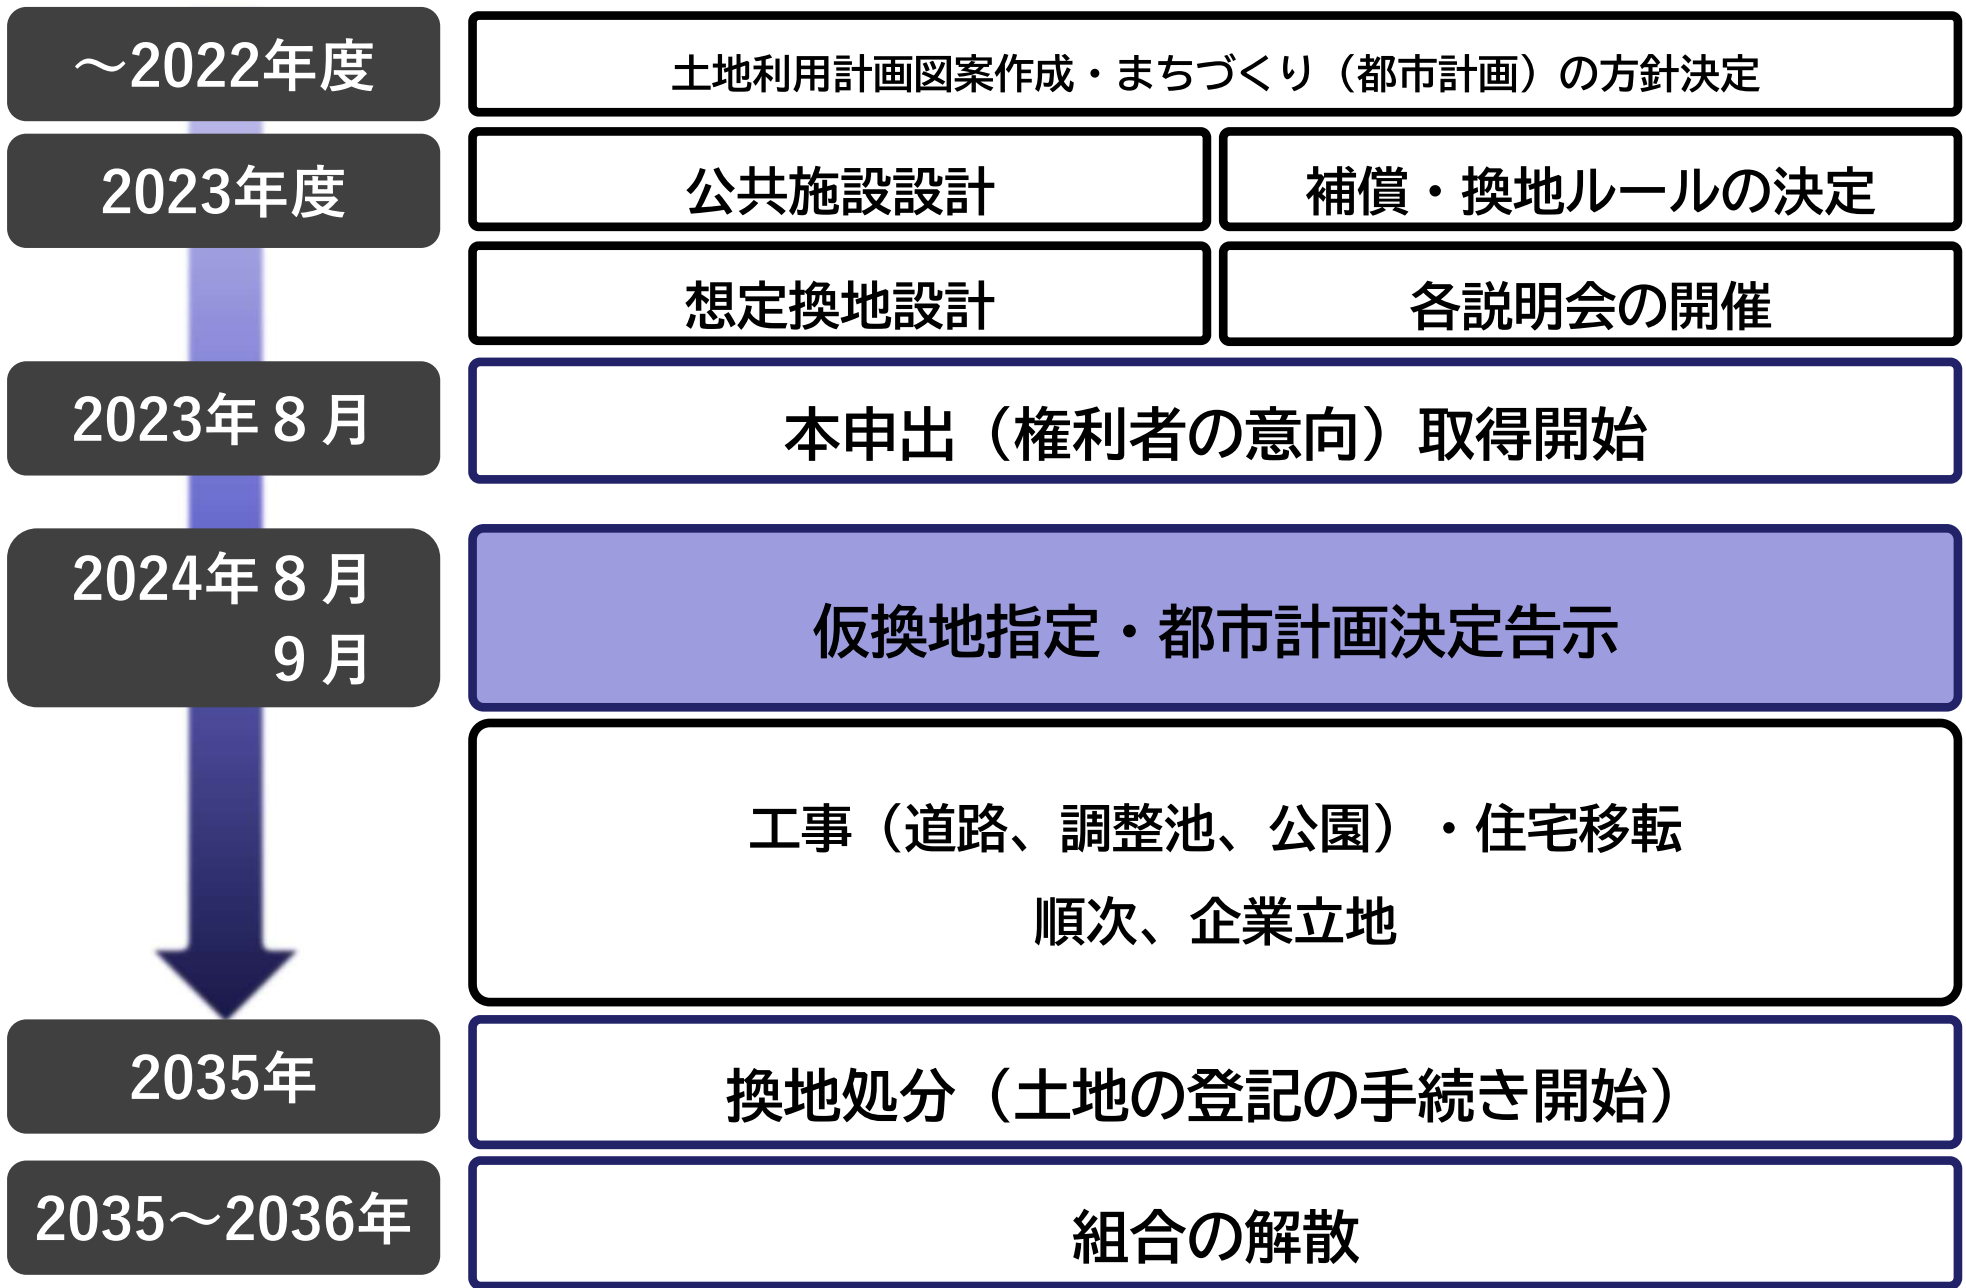 ～2022年度
土地利用計画図案作成・まちづくり（都市計画）の方針決定
2023年度
公共施設設計
補償・換地ルールの決定
想定換地設計
各説明会の開催
2023年８月
本申出（権利者の意向）取得開始
2024年８月
９月
仮換地指定・都市計画決定告示
工事（道路、調整池、公園）・住宅移転
順次、企業立地
2035年
換地処分（土地の登記の手続き開始）
2035～2036年
組合の解散